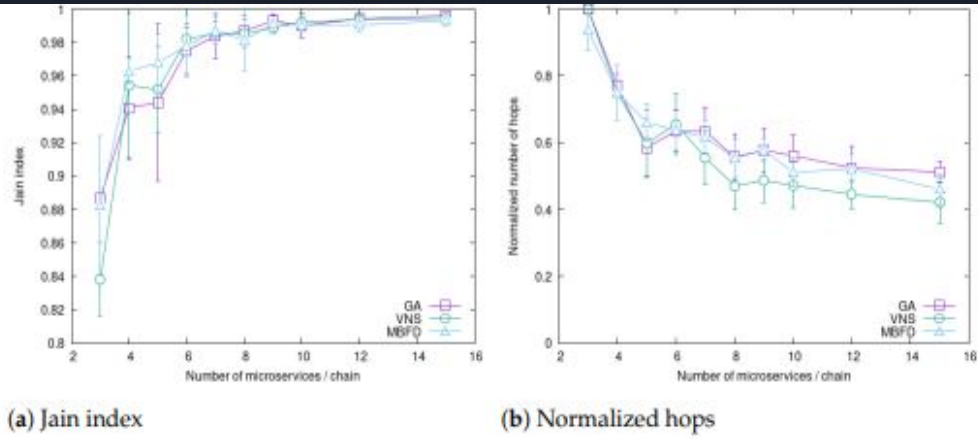 1
0.98
0.96
0.94
0.92
0.9
0.88
0.86
0.84
0.82
0.8
Jain index
2 4 6 8 10 12 14 16
Number of microservices / chain
GA
VNS
MBFD
(a) Jain index
1
0.8
0.6
0.4
0.2
0
Normalized number of hops
2 4 6 8 10 12 14 16
Number of microservices / chain
GA
VNS
MBFD
(b) Normalized hops